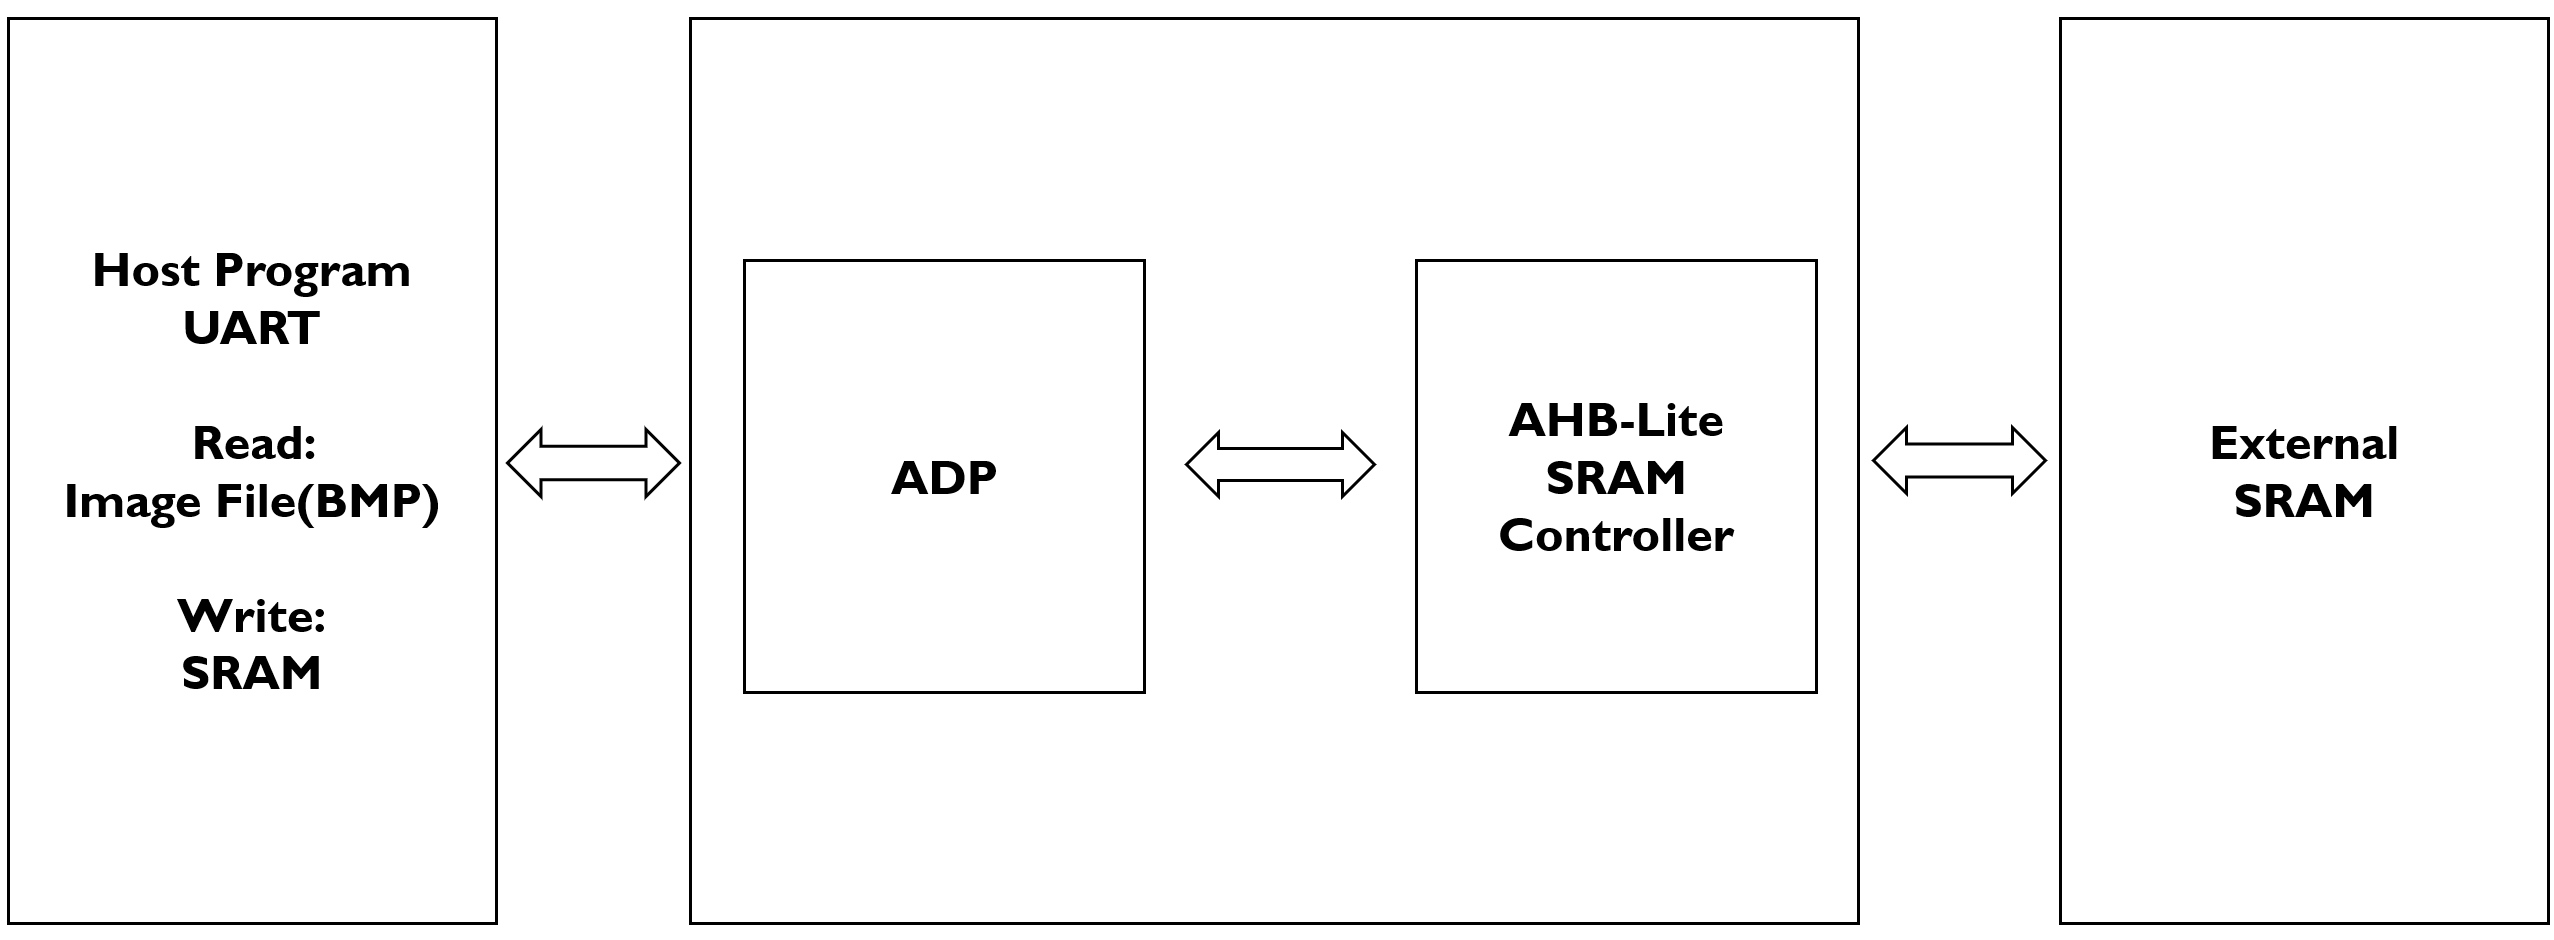 Host Program
UART
Read:
Image File(BMP)
Write:
SRAM
ADP
AHB-Lite
SRAM
Controller
External
SRAM